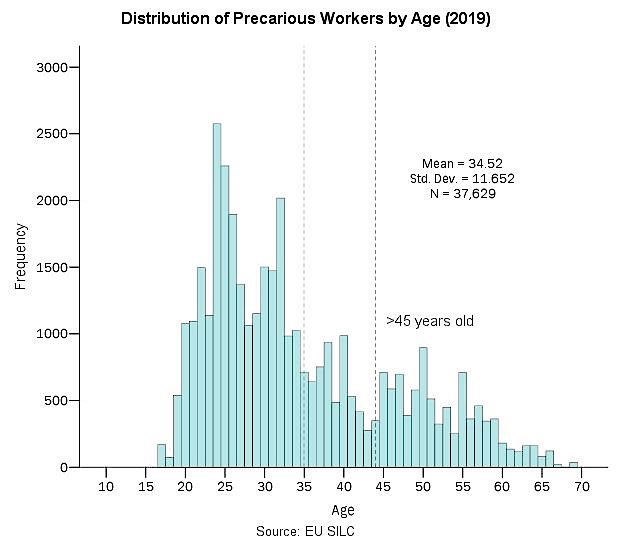 Distribution of Precarious Workers by Age (2019)
3000
2500
2000
1500
1000
500
0
Frequency
Mean = 34.52
Std. Dev. = 11.652
N = 37,629
>45 years old
10 15 20 25 30 35 40 45 50 55 60 65 70
Age
Source: EU SILC